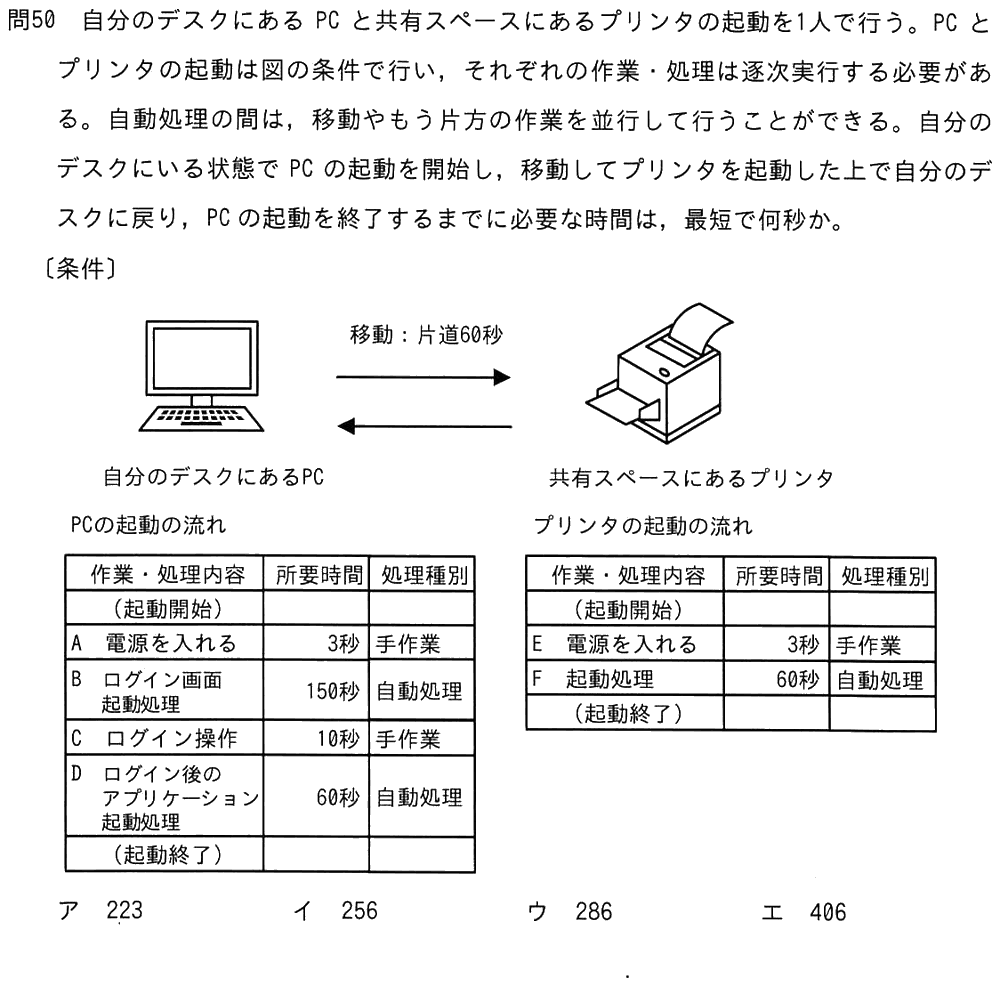 問50 自分のデスクにある PC と共有スペースにあるプリンタの起動を1人で行う。PC と
プリンタの起動は図の条件で行い，それぞれの作業・処理は逐次実行する必要があ
る。自動処理の間は，移動やもう片方の作業を並行して行うことができる。自分の
デスクにいる状態で PC の起動を開始し，移動してプリンタを起動した上で自分のデ
スクに戻り，PC の起動を終了するまでに必要な時間は，最短で何秒か。
〔条件〕
移動：片道60秒
自分のデスクにあるPC
共有スペースにあるプリンタ
PCの起動の流れ
作業・処理内容 所要時間 処理種別
（起動開始）
A 電源を入れる 3秒 手作業
B ログイン画面
起動処理 150秒 自動処理
C ログイン操作 10秒 手作業
D ログイン後の
アプリケーション
起動処理 60秒 自動処理
（起動終了）
プリンタの起動の流れ
作業・処理内容 所要時間 処理種別
（起動開始）
E 電源を入れる 3秒 手作業
F 起動処理 60秒 自動処理
（起動終了）
ア 223 イ 256 ウ 286 エ 406